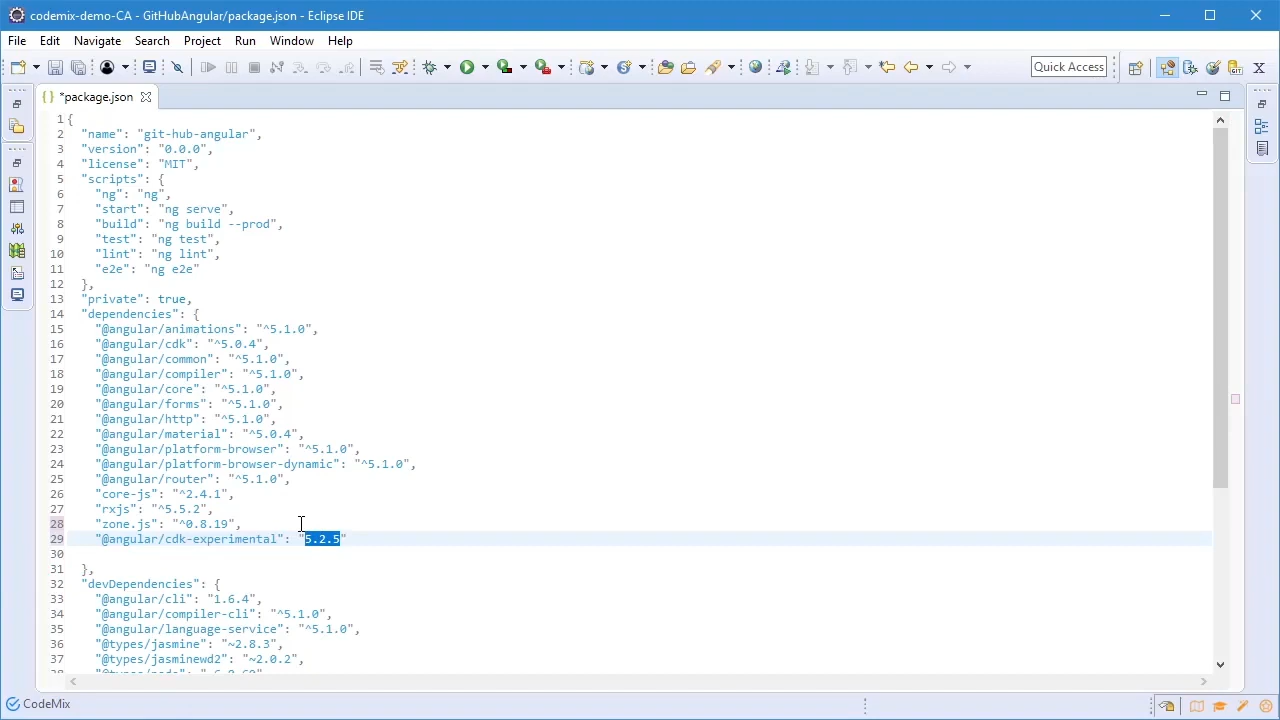 codemix-demo-CA - GitHubAngular/package.json - Eclipse IDE
File Edit Navigate Search Project Run Window Help
Quick Access
{ } *package.json
1 {
2 "name": "git-hub-angular",
3 "version": "0.0.0",
4 "license": "MIT",
5 "scripts": {
6 "ng": "ng",
7 "start": "ng serve",
8 "build": "ng build --prod",
9 "test": "ng test",
10 "lint": "ng lint",
11 "e2e": "ng e2e"
12 },
13 "private": true,
14 "dependencies": {
15 "@angular/animations": "^5.1.0",
16 "@angular/cdk": "^5.0.4",
17 "@angular/common": "^5.1.0",
18 "@angular/compiler": "^5.1.0",
19 "@angular/core": "^5.1.0",
20 "@angular/forms": "^5.1.0",
21 "@angular/http": "^5.1.0",
22 "@angular/material": "^5.0.4",
23 "@angular/platform-browser": "^5.1.0",
24 "@angular/platform-browser-dynamic": "^5.1.0",
25 "@angular/router": "^5.1.0",
26 "core-js": "^2.4.1",
27 "rxjs": "^5.5.2",
28 "zone.js": "^0.8.19",
29 "@angular/cdk-experimental": "5.2.5"
30
31 },
32 "devDependencies": {
33 "@angular/cli": "1.6.4",
34 "@angular/compiler-cli": "^5.1.0",
35 "@angular/language-service": "^5.1.0",
36 "@types/jasmine": "~2.8.3",
37 "@types/jasminewd2": "~2.0.2",
CodeMix